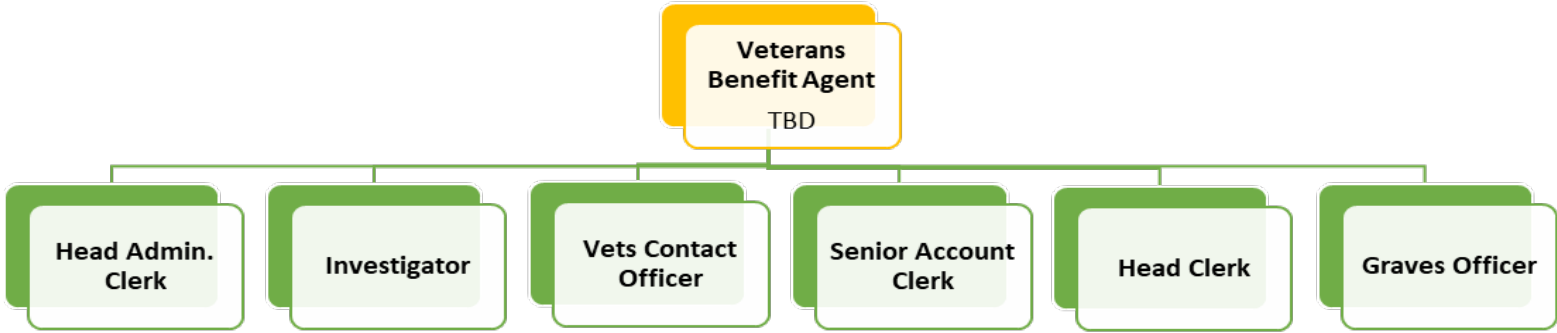 Veterans
Benefit Agent
TBD
Head Admin.
Clerk
Investigator
Vets Contact
Officer
Senior Account
Clerk
Head Clerk
Graves Officer